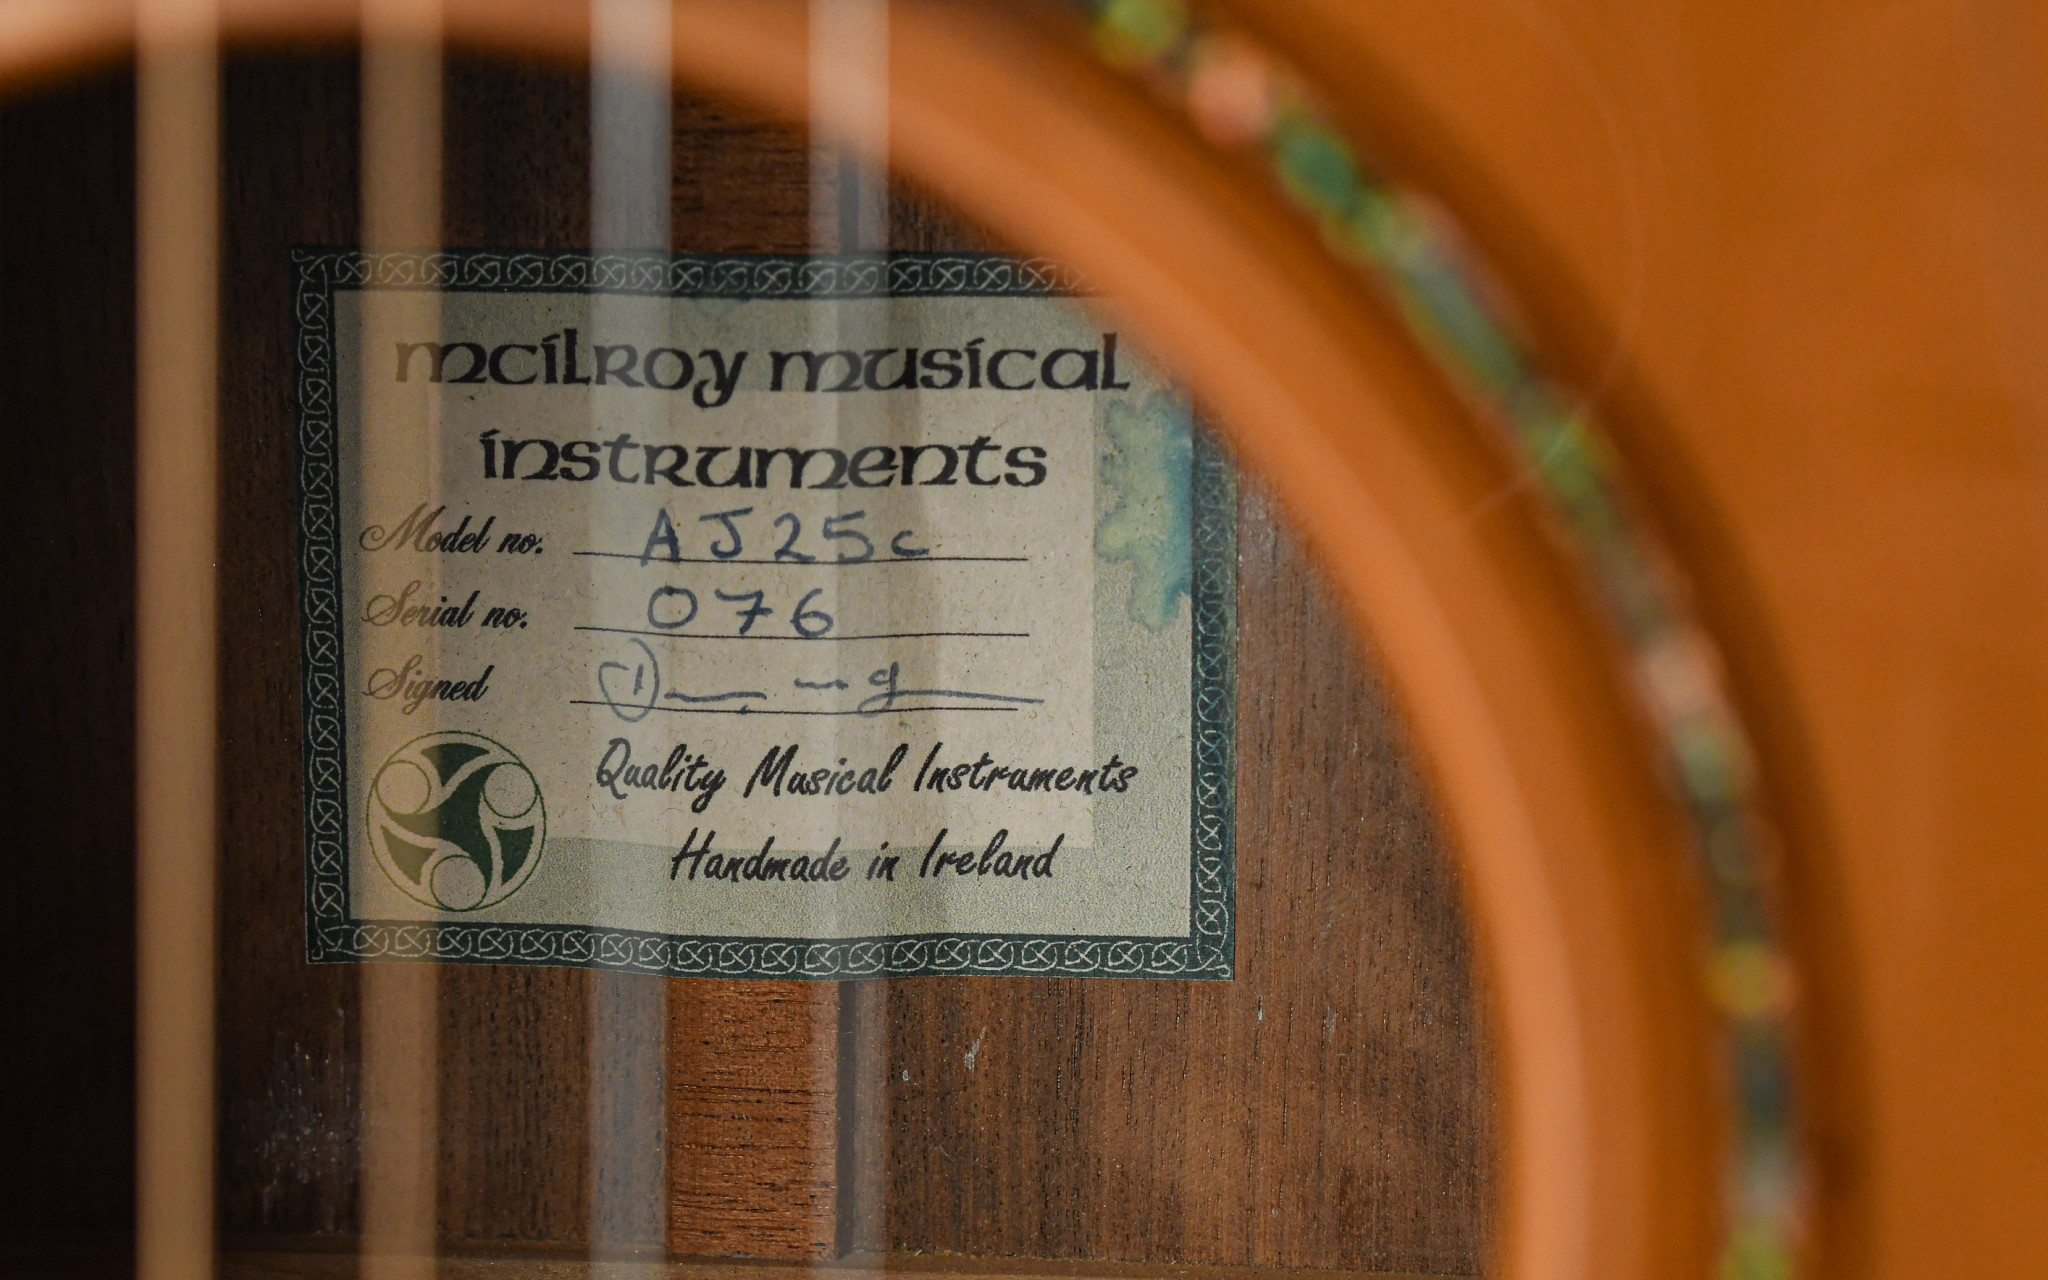 mcilroy musical
instruments
Model no. AJ25c
Serial no. 076
Signed
Quality Musical Instruments
Handmade in Ireland